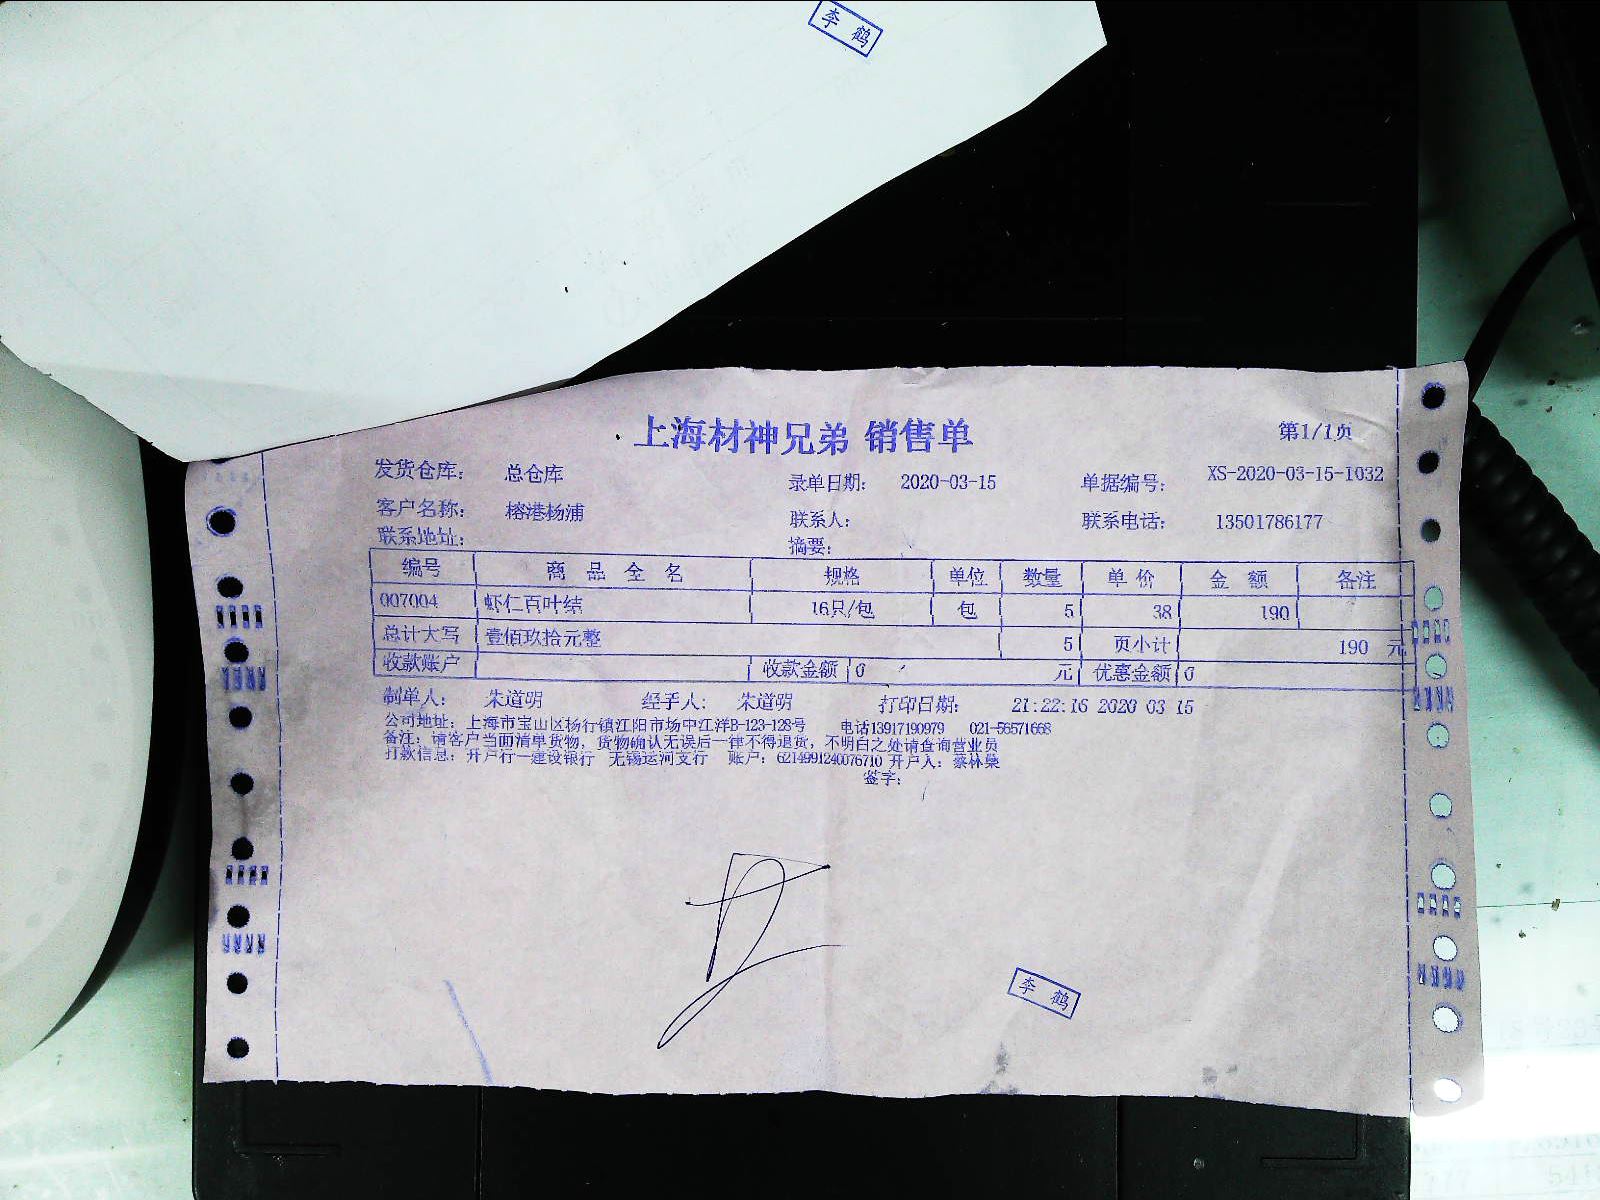 李 鹤
上海材神兄弟 销售单
第1/1页
发货仓库： 总仓库 录单日期： 2020-03-15 单据编号： XS-2020-03-15-1032
客户名称： 榕港杨浦 联系人： 联系电话： 13501786177
联系地址： 摘要：
编号 商品全名 规格 单位 数量 单价 金额 备注
007004 虾仁百叶结 16只/包 包 5 38 190
总计大写 壹佰玖拾元整 5 页小计 190 元
收款账户 收款金额 0 元 优惠金额 0
制单人： 朱道明 经手人： 朱道明 打印日期： 21:22:16 2020 03 15
公司地址：上海市宝山区杨行镇江阳市场中江洋B-123-128号 电话13917190979 021-56571668
备注：请客户当面清单货物，货物确认无误后一律不得退货，不明白之处请查询营业员
打款信息：开户行—建设银行 无锡运河支行 账户：6214991240076710 开户人：蔡林燊
签字：
李 鹤